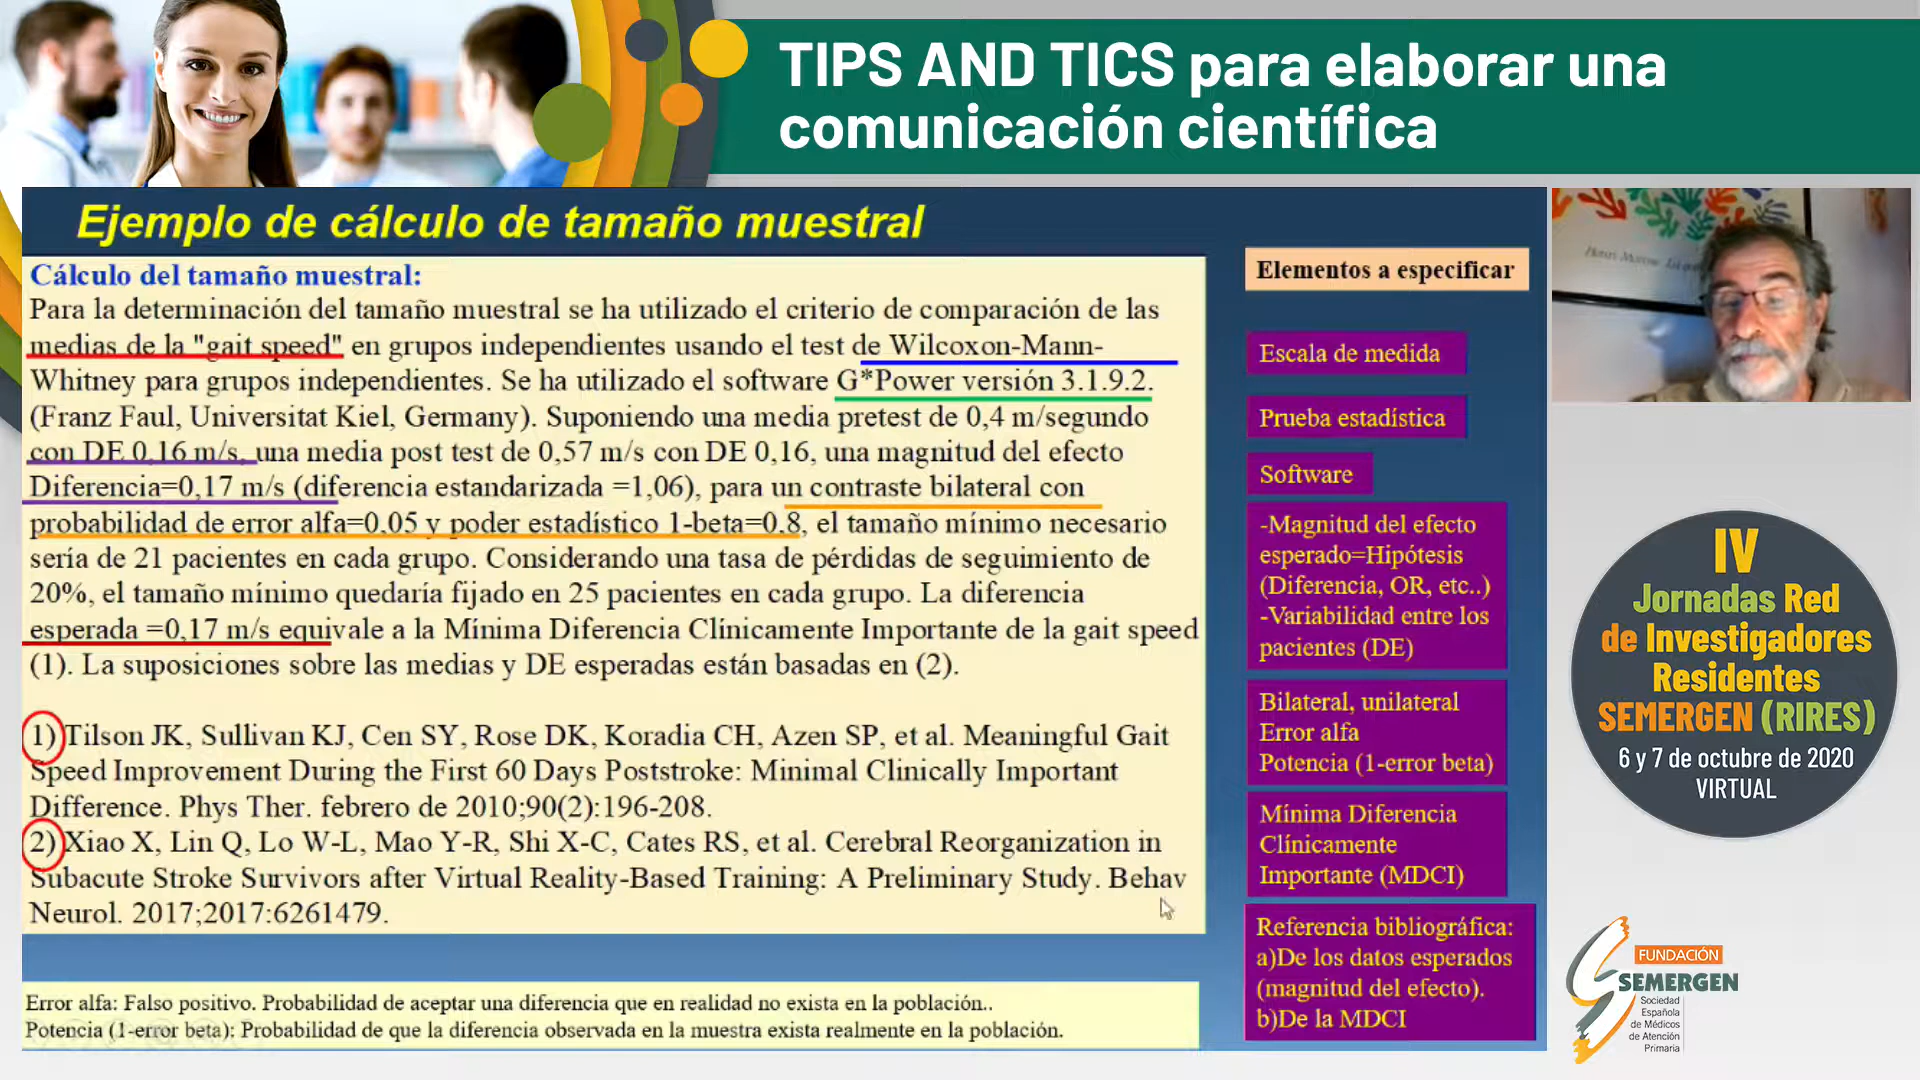 TIPS AND TICS para elaborar una
comunicación científica
Ejemplo de cálculo de tamaño muestral
Cálculo del tamaño muestral:
Para la determinación del tamaño muestral se ha utilizado el criterio de comparación de las
medias de la "gait speed" en grupos independientes usando el test de Wilcoxon-Mann-
Whitney para grupos independientes. Se ha utilizado el software G*Power versión 3.1.9.2.
(Franz Faul, Universitat Kiel, Germany). Suponiendo una media pretest de 0,4 m/segundo
con DE 0,16 m/s, una media post test de 0,57 m/s con DE 0,16, una magnitud del efecto
Diferencia=0,17 m/s (diferencia estandarizada =1,06), para un contraste bilateral con
probabilidad de error alfa=0,05 y poder estadístico 1-beta=0,8, el tamaño mínimo necesario
sería de 21 pacientes en cada grupo. Considerando una tasa de pérdidas de seguimiento de
20%, el tamaño mínimo quedaría fijado en 25 pacientes en cada grupo. La diferencia
esperada =0,17 m/s equivale a la Mínima Diferencia Clínicamente Importante de la gait speed
(1). La suposiciones sobre las medias y DE esperadas están basadas en (2).
1) Tilson JK, Sullivan KJ, Cen SY, Rose DK, Koradia CH, Azen SP, et al. Meaningful Gait
Speed Improvement During the First 60 Days Poststroke: Minimal Clinically Important
Difference. Phys Ther. febrero de 2010;90(2):196-208.
2) Xiao X, Lin Q, Lo W-L, Mao Y-R, Shi X-C, Cates RS, et al. Cerebral Reorganization in
Subacute Stroke Survivors after Virtual Reality-Based Training: A Preliminary Study. Behav
Neurol. 2017;2017:6261479.
Error alfa: Falso positivo. Probabilidad de aceptar una diferencia que en realidad no exista en la población..
Potencia (1-error beta): Probabilidad de que la diferencia observada en la muestra exista realmente en la población.
Elementos a especificar
Escala de medida
Prueba estadística
Software
-Magnitud del efecto
esperado=Hipótesis
(Diferencia, OR, etc..)
-Variabilidad entre los
pacientes (DE)
Bilateral, unilateral
Error alfa
Potencia (1-error beta)
Mínima Diferencia
Clínicamente
Importante (MDCI)
Referencia bibliográfica:
a)De los datos esperados
(magnitud del efecto).
b)De la MDCI
IV
Jornadas Red
de Investigadores
Residentes
SEMERGEN (RIRES)
6 y 7 de octubre de 2020
VIRTUAL
FUNDACIÓN
SEMERGEN
Sociedad
Española
de Médicos
de Atención
Primaria